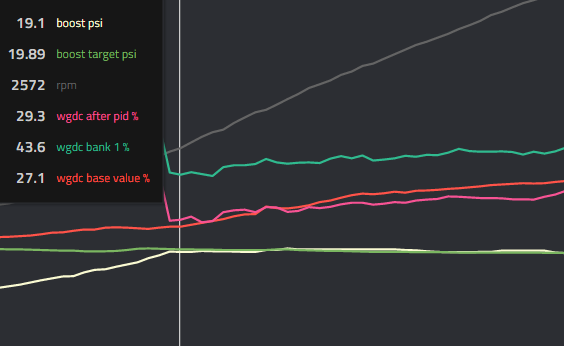 19.1 boost psi
19.89 boost target psi
2572 rpm
29.3 wgdc after pid %
43.6 wgdc bank 1 %
27.1 wgdc base value %